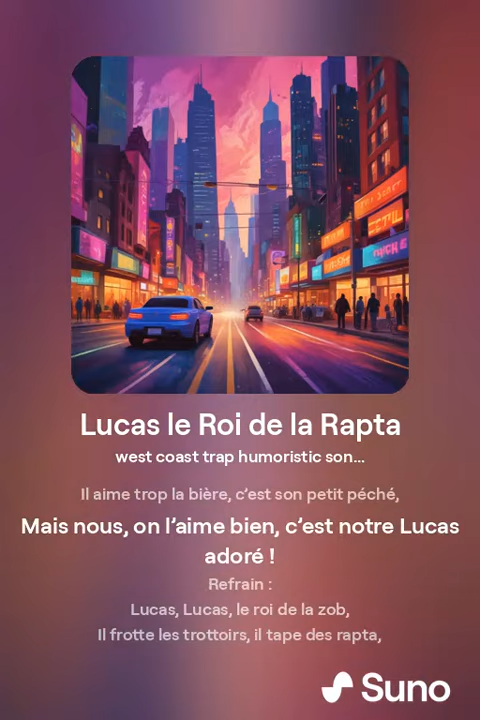 Lucas le Roi de la Rapta
west coast trap humoristic son...
Il aime trop la bière, c'est son petit péché,
Mais nous, on l'aime bien, c'est notre Lucas
adoré !
Refrain :
Lucas, Lucas, le roi de la zob,
Il frotte les trottoirs, il tape des rapta,
Suno